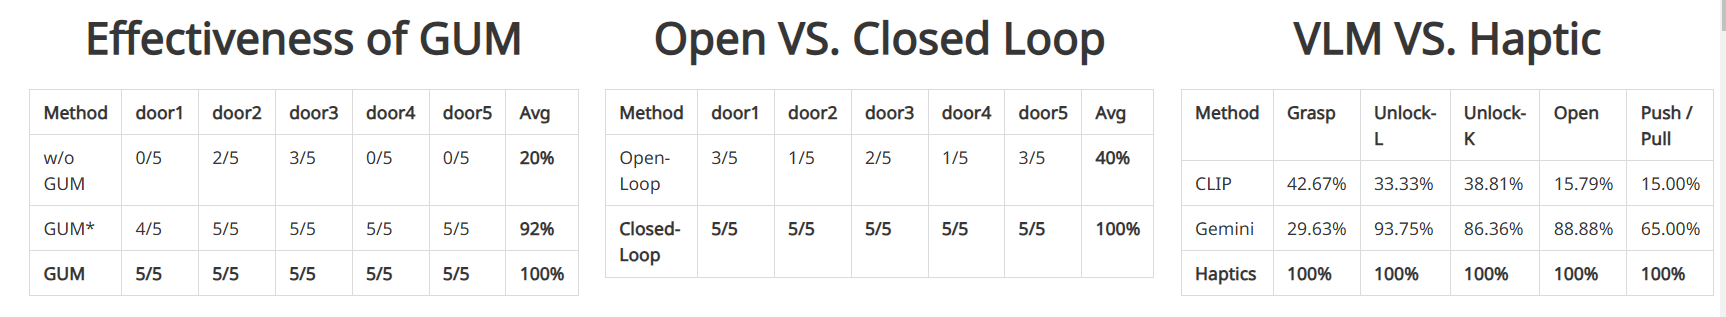 Effectiveness of GUM
Method door1 door2 door3 door4 door5 Avg
w/o
GUM 0/5 2/5 3/5 0/5 0/5 20%
GUM* 4/5 5/5 5/5 5/5 5/5 92%
GUM 5/5 5/5 5/5 5/5 5/5 100%
Open VS. Closed Loop
Method door1 door2 door3 door4 door5 Avg
Open-
Loop 3/5 1/5 2/5 1/5 3/5 40%
Closed-
Loop 5/5 5/5 5/5 5/5 5/5 100%
VLM VS. Haptic
Method Grasp Unlock- Unlock- Open Push /
L K Pull
CLIP 42.67% 33.33% 38.81% 15.79% 15.00%
Gemini 29.63% 93.75% 86.36% 88.88% 65.00%
Haptics 100% 100% 100% 100% 100%